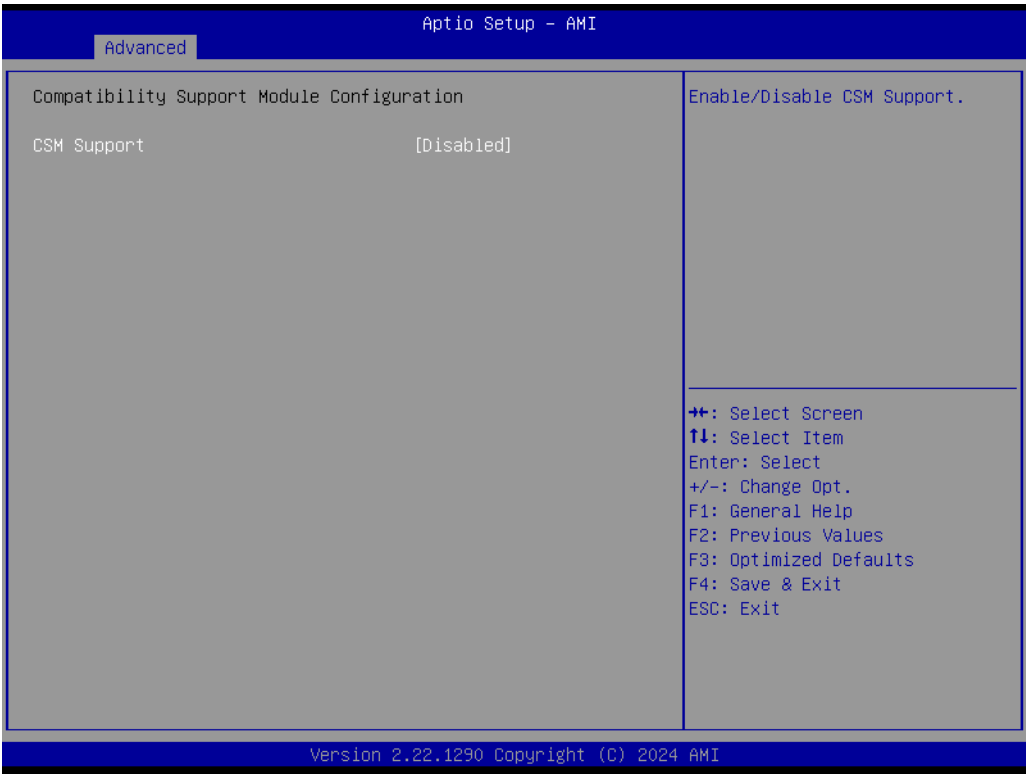 Aptio Setup – AMI
Advanced
Compatibility Support Module Configuration
CSM Support [Disabled]
Enable/Disable CSM Support.
→←: Select Screen
↑↓: Select Item
Enter: Select
+/-: Change Opt.
F1: General Help
F2: Previous Values
F3: Optimized Defaults
F4: Save & Exit
ESC: Exit
Version 2.22.1290 Copyright (C) 2024 AMI